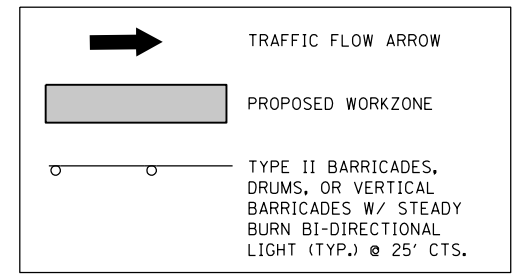 TRAFFIC FLOW ARROW
PROPOSED WORKZONE
TYPE II BARRICADES,
DRUMS, OR VERTICAL
BARRICADES W/ STEADY
BURN BI-DIRECTIONAL
LIGHT (TYP.) @ 25' CTS.